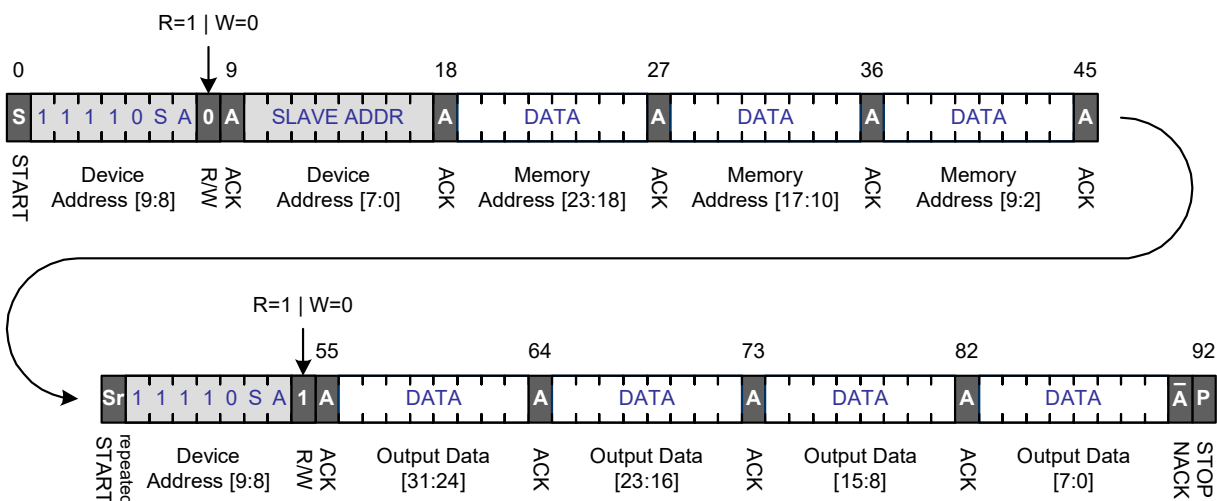 R=1 | W=0
0 9 18 27 36 45
S 1 1 1 1 0 S A 0 A SLAVE ADDR A DATA A DATA A DATA A
START Device Address [9:8] R/W ACK Device Address [7:0] ACK Memory Address [23:18] ACK Memory Address [17:10] ACK Memory Address [9:2] ACK
R=1 | W=0
55 64 73 82 92
Sr 1 1 1 1 0 S A 1 A DATA A DATA A DATA A DATA A̅ P
repeated START Device Address [9:8] R/W ACK Output Data [31:24] ACK Output Data [23:16] ACK Output Data [15:8] ACK Output Data [7:0] NACK STOP